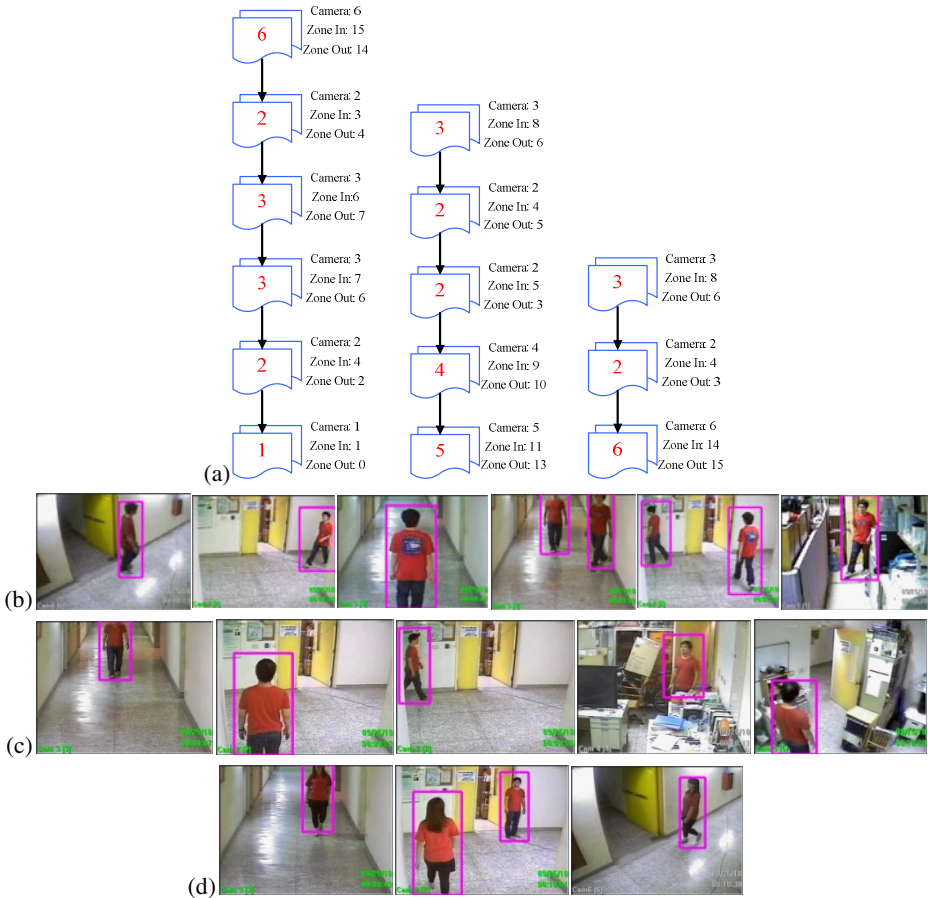 Camera: 6
6
Zone In: 15
Zone Out: 14
Camera: 2
2
Zone In: 3
Zone Out: 4
Camera: 3
3
Zone In:6
Zone Out: 7
Camera: 3
3
Zone In: 7
Zone Out: 6
Camera: 2
2
Zone In: 4
Zone Out: 2
Camera: 1
1
Zone In: 1
Zone Out: 0
Camera: 3
3
Zone In: 8
Zone Out: 6
Camera: 2
2
Zone In: 4
Zone Out: 5
Camera: 2
2
Zone In: 5
Zone Out: 3
Camera: 4
4
Zone In: 9
Zone Out: 10
Camera: 5
5
Zone In: 11
Zone Out: 13
Camera: 3
3
Zone In: 8
Zone Out: 6
Camera: 2
2
Zone In: 4
Zone Out: 3
Camera: 6
6
Zone In: 14
Zone Out: 15
(a)
(b)
(c)
(d)